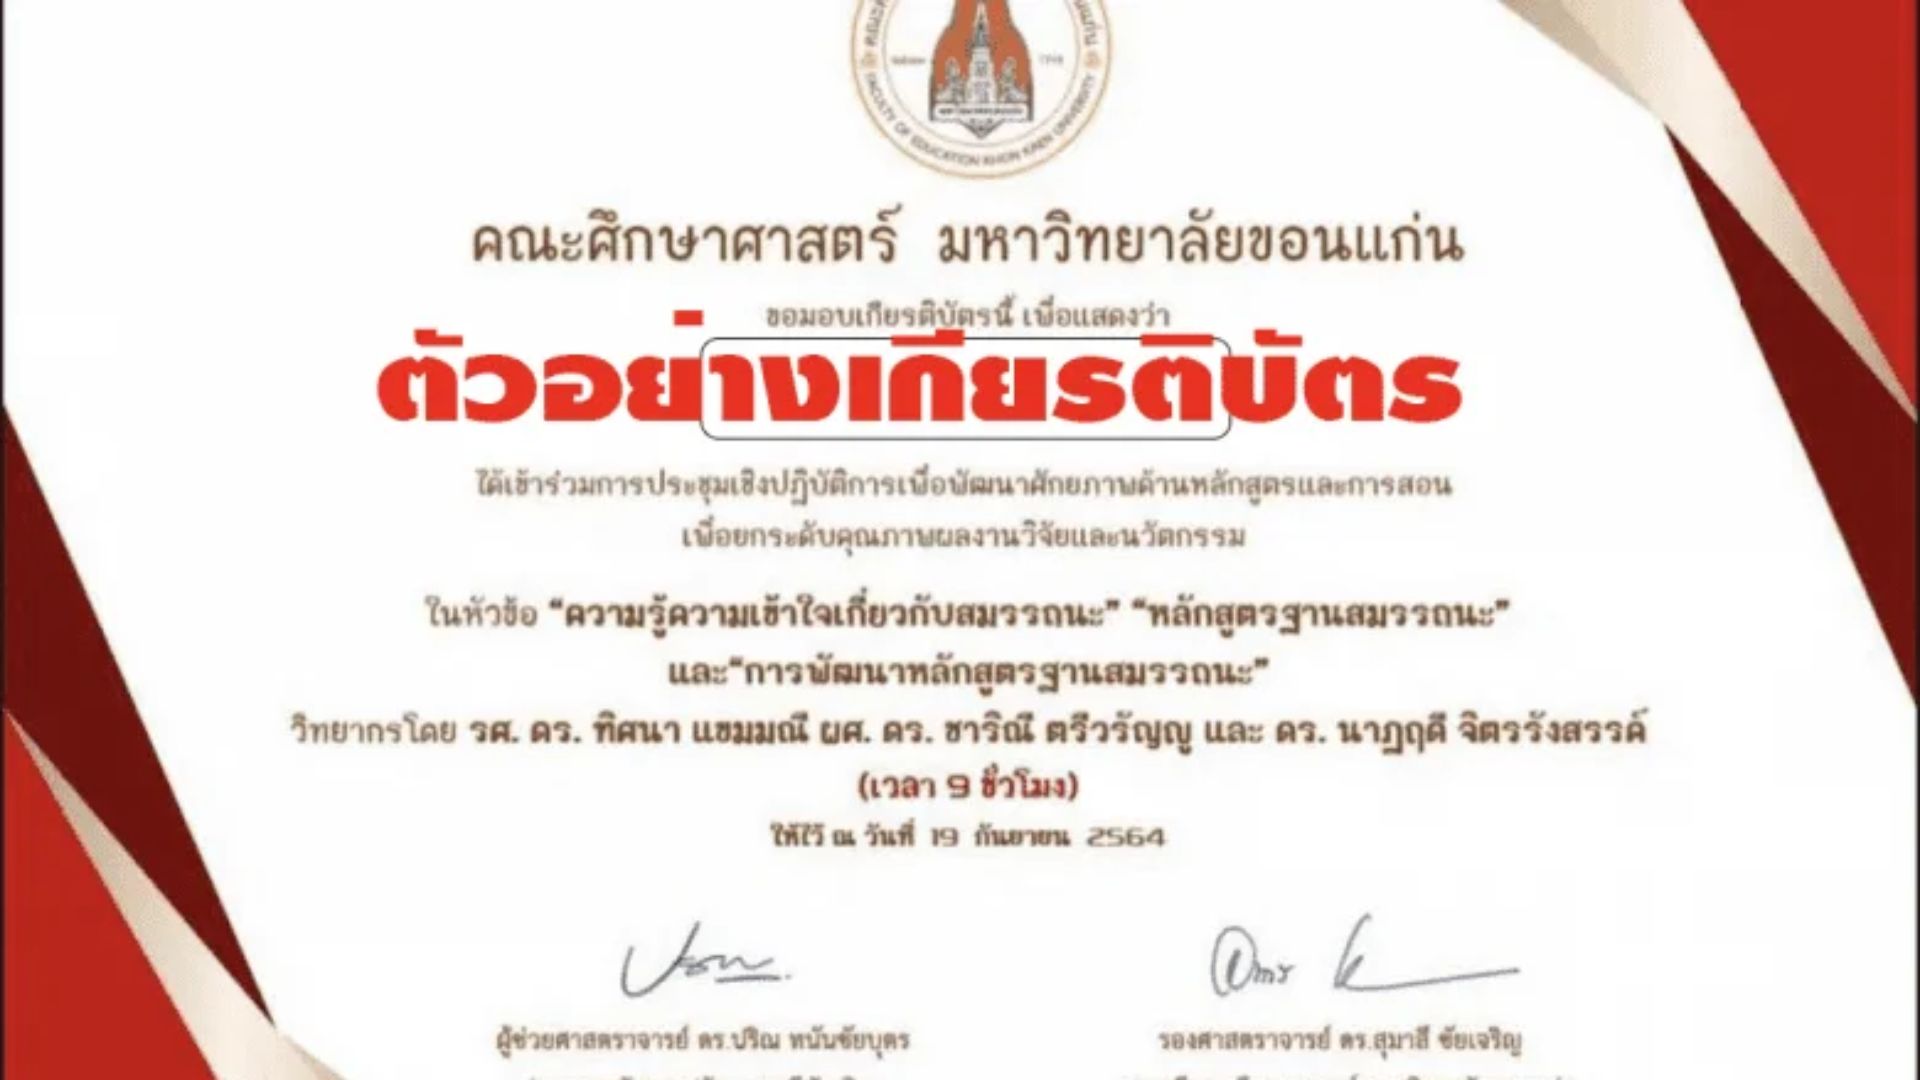 FACULTY OF EDUCATION KHON KAEN UNIVERSITY
คณะศึกษาศาสตร์ มหาวิทยาลัยขอนแก่น
ขอมอบเกียรติบัตรนี้ เพื่อแสดงว่า
ตัวอย่างเกียรติบัตร
ได้เข้าร่วมการประชุมเชิงปฏิบัติการเพื่อพัฒนาศักยภาพด้านหลักสูตรและการสอน
เพื่อยกระดับคุณภาพผลงานวิจัยและนวัตกรรม
ในหัวข้อ “ความรู้ความเข้าใจเกี่ยวกับสมรรถนะ” “หลักสูตรฐานสมรรถนะ”
และ“การพัฒนาหลักสูตรฐานสมรรถนะ”
วิทยากรโดย รศ. ดร. ทิศนา แขมมณี ผศ. ดร. ชาริณี ตรีวรัญญู และ ดร. นาฎฤดี จิตรรังสรรค์
(เวลา 9 ชั่วโมง)
ให้ไว้ ณ วันที่ 19 กันยายน 2564
ผู้ช่วยศาสตราจารย์ ดร.ปริณ ทนันชัยบุตร
รองศาสตราจารย์ ดร.สุมาลี ชัยเจริญ